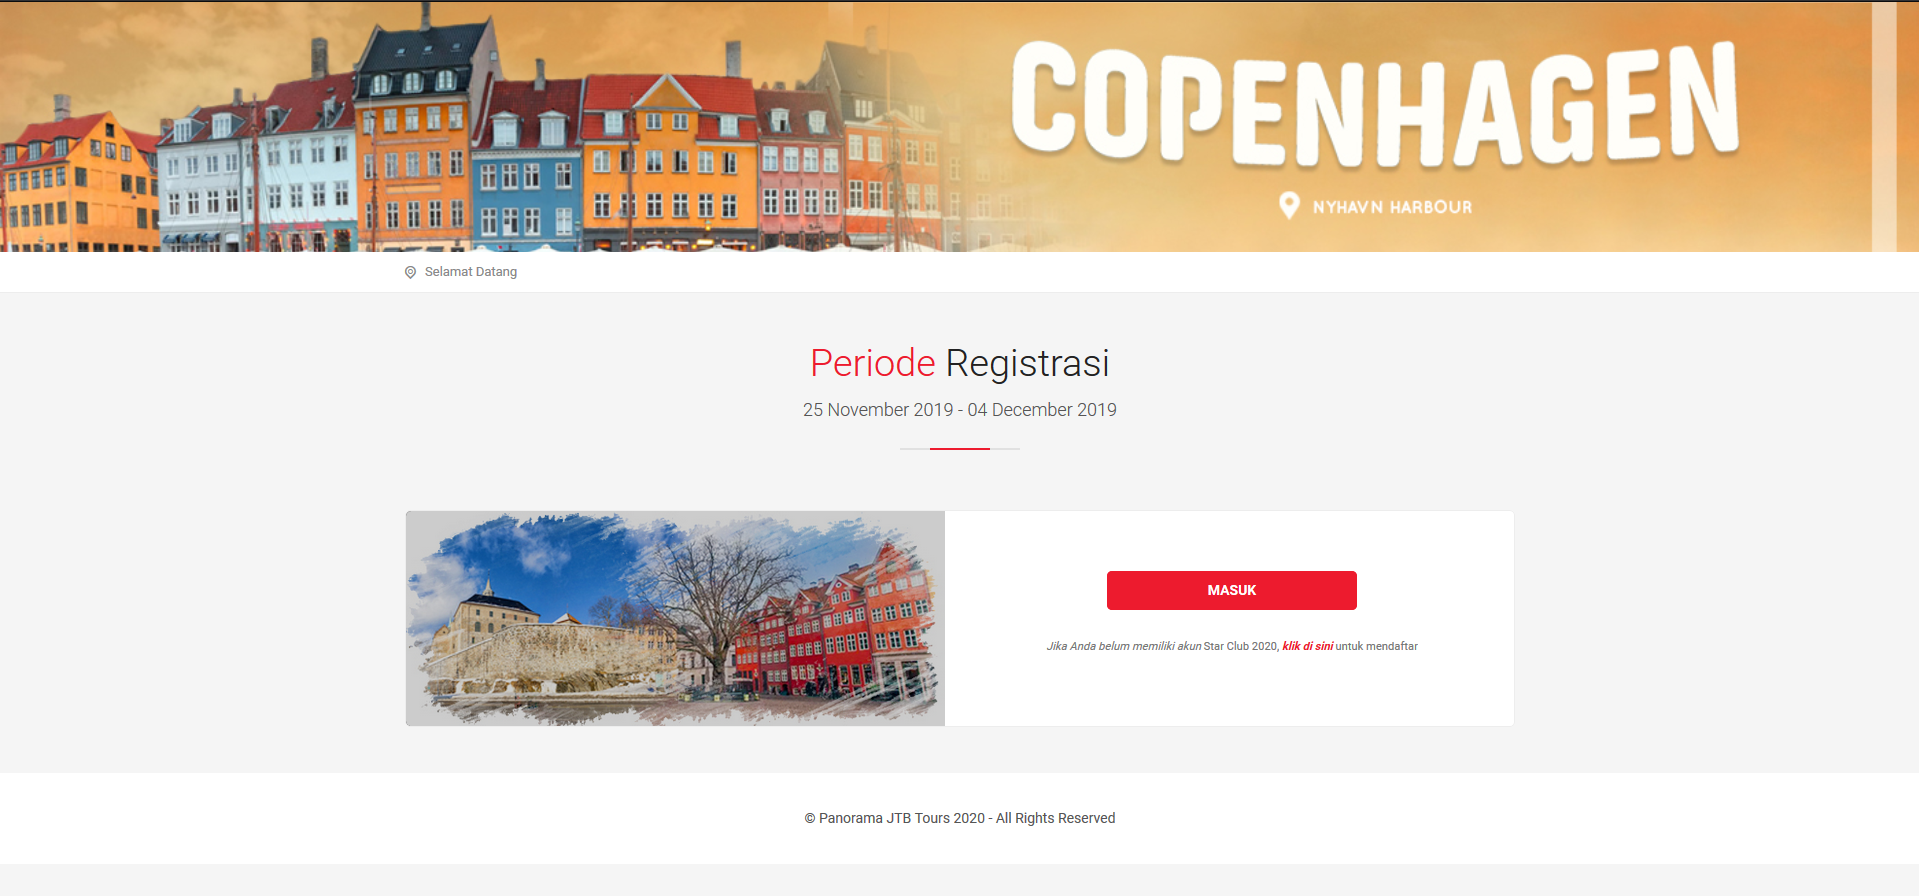 COPENHAGEN
NYHAVN HARBOUR
Selamat Datang
Periode Registrasi
25 November 2019 - 04 December 2019
MASUK
Jika Anda belum memiliki akun Star Club 2020, klik di sini untuk mendaftar
© Panorama JTB Tours 2020 - All Rights Reserved